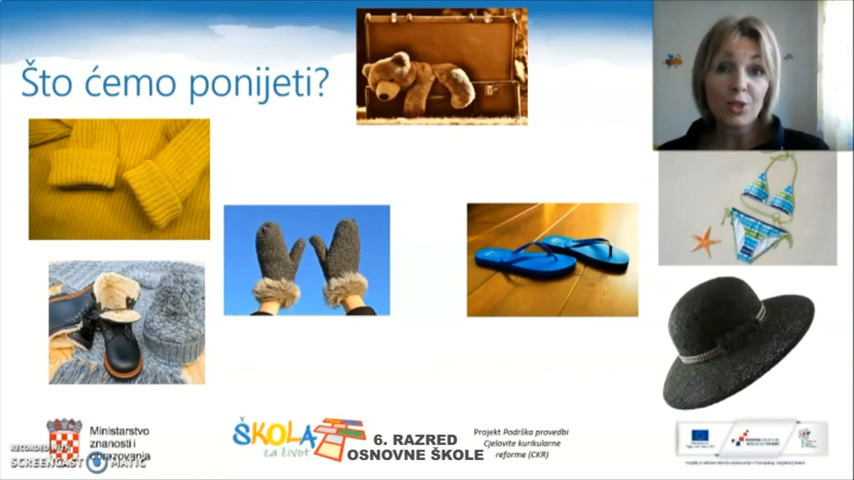 Što ćemo ponijeti?
Ministarstvo
znanosti i
obrazovanja
RECORDED WITH
SCREENCAST MATIC
ŠKOLA
za život
6. RAZRED
OSNOVNE ŠKOLE
Projekt Podrška provedbi
Cjelovite kurikularne
reforme (CKR)